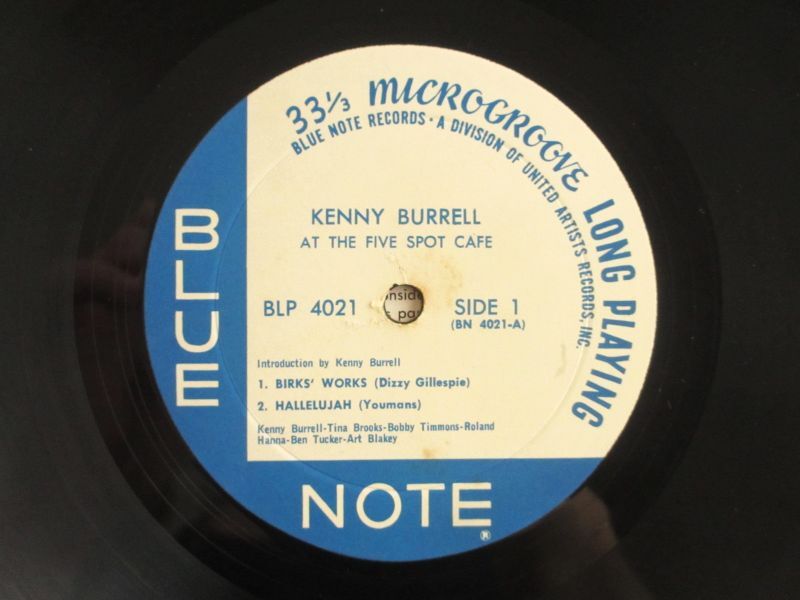 33⅓ MICROGROOVE LONG PLAYING
BLUE NOTE RECORDS · A DIVISION OF UNITED ARTISTS RECORDS, INC.
KENNY BURRELL
AT THE FIVE SPOT CAFE
BLP 4021
SIDE 1
(BN 4021-A)
Introduction by Kenny Burrell
1. BIRKS' WORKS (Dizzy Gillespie)
2. HALLELUJAH (Youmans)
Kenny Burrell-Tina Brooks-Bobby Timmons-Roland
Hanna-Ben Tucker-Art Blakey
BLUE
NOTE
®